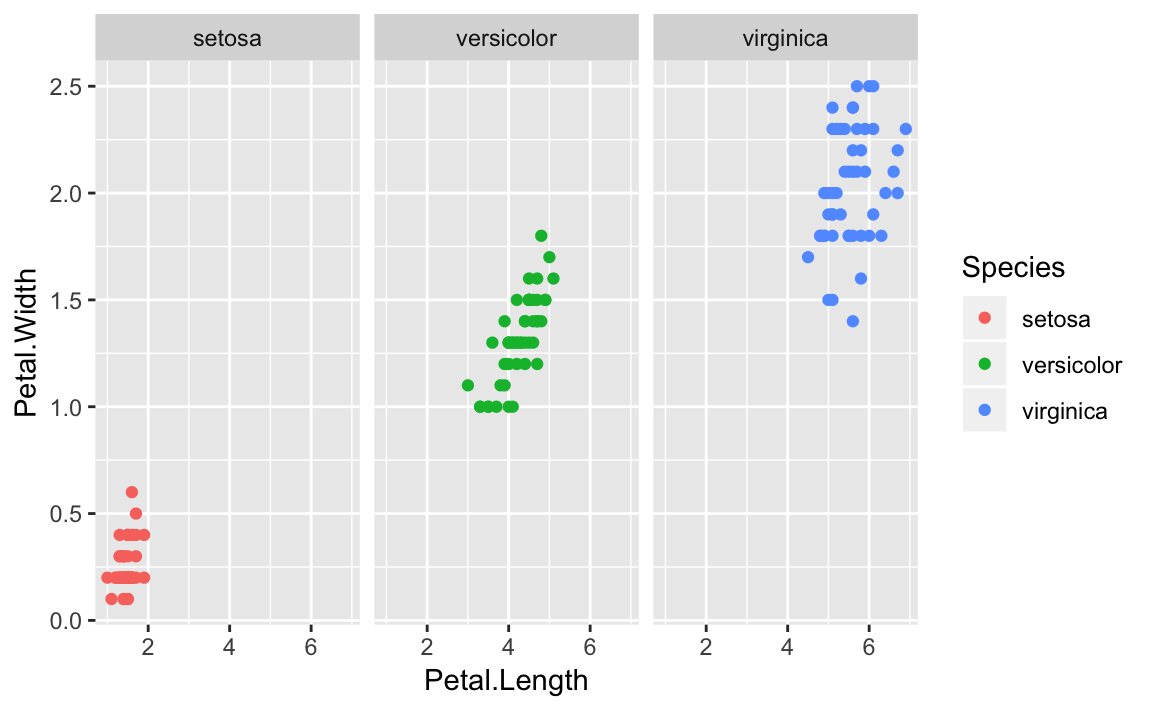 setosa
versicolor
virginica
2.5
2.0
1.5
1.0
0.5
0.0
Petal.Width
2 4 6
2 4 6
2 4 6
Petal.Length
Species
setosa
versicolor
virginica